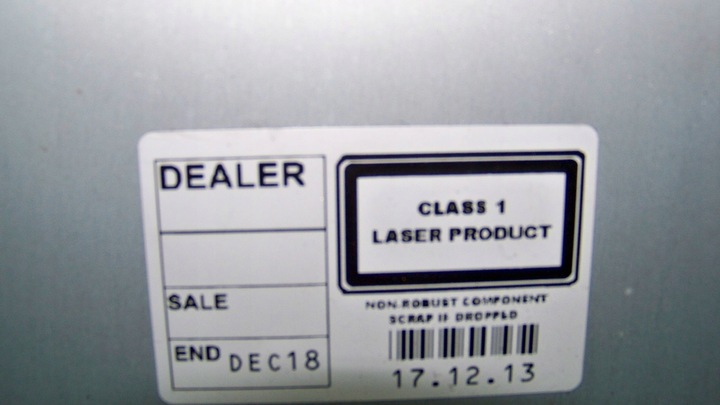 DEALER
SALE
END DEC18
CLASS 1
LASER PRODUCT
NON-ROBUST COMPONENT
SCRAP IF DROPPED
17.12.13